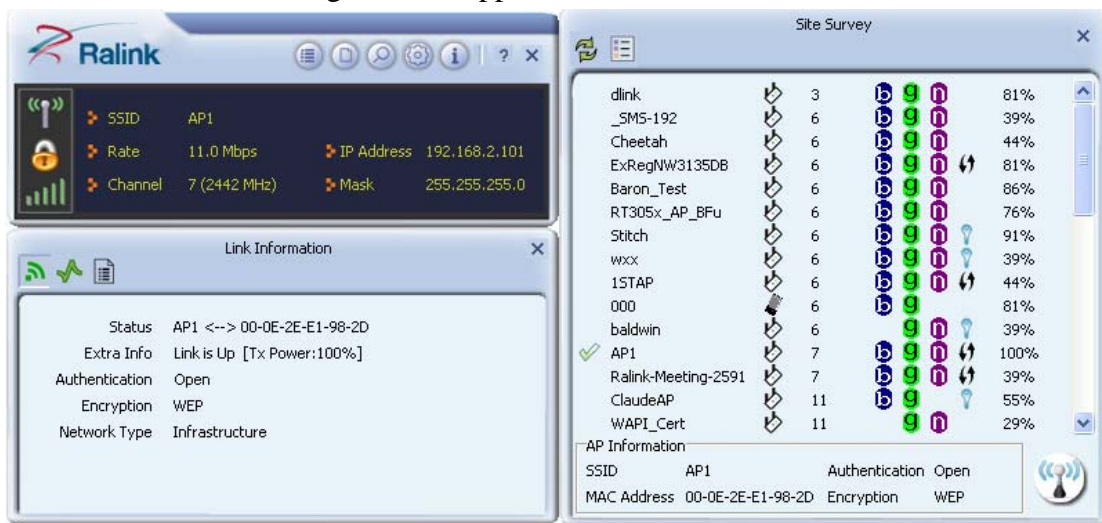 Ralink
? ×
SSID AP1
Rate 11.0 Mbps IP Address 192.168.2.101
Channel 7 (2442 MHz) Mask 255.255.255.0
Link Information ×
Status AP1 <--> 00-0E-2E-E1-98-2D
Extra Info Link is Up [Tx Power:100%]
Authentication Open
Encryption WEP
Network Type Infrastructure
Site Survey ×
dlink 3 b g n 81%
_SMS-192 6 b g n 39%
Cheetah 6 b g n 44%
ExRegNW3135DB 6 b g n 81%
Baron_Test 6 b g n 86%
RT305x_AP_BFu 6 b g n 76%
Stitch 6 b g n 91%
wxx 6 b g n 39%
1STAP 6 b g n 44%
000 6 b g 81%
baldwin 6 g n 39%
AP1 7 b g n 100%
Ralink-Meeting-2591 7 b g n 39%
ClaudeAP 11 b g 55%
WAPI_Cert 11 g n 29%
AP Information
SSID AP1 Authentication Open
MAC Address 00-0E-2E-E1-98-2D Encryption WEP